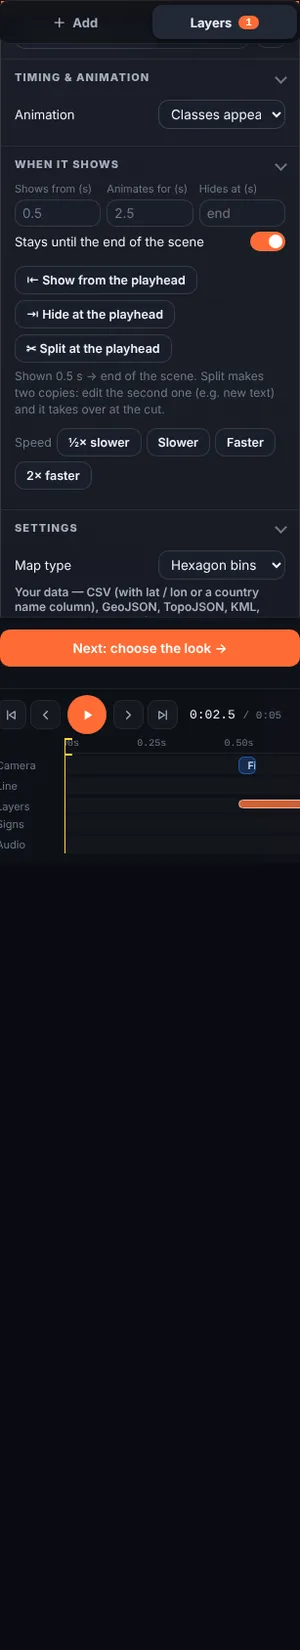 + Add
Layers 1
TIMING & ANIMATION
Animation
Classes appea
WHEN IT SHOWS
Shows from (s) Animates for (s) Hides at (s)
0.5 2.5 end
Stays until the end of the scene
⇤ Show from the playhead
⇥ Hide at the playhead
✂ Split at the playhead
Shown 0.5 s → end of the scene. Split makes
two copies: edit the second one (e.g. new text)
and it takes over at the cut.
Speed ½× slower Slower Faster
2× faster
SETTINGS
Map type Hexagon bins
Your data — CSV (with lat / lon or a country
name column), GeoJSON, TopoJSON, KML,
Next: choose the look →
0:02.5 / 0:05
0s 0.25s 0.50s
Camera
Fi
Line
Layers
Signs
Audio